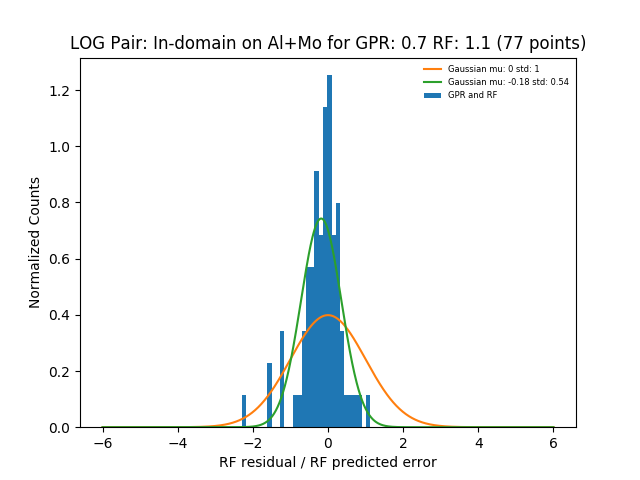 LOG Pair: In-domain on Al+Mo for GPR: 0.7 RF: 1.1 (77 points)
Gaussian mu: 0 std: 1
Gaussian mu: -0.18 std: 0.54
GPR and RF
Normalized Counts
1.2
1.0
0.8
0.6
0.4
0.2
0.0
−6 −4 −2 0 2 4 6
RF residual / RF predicted error